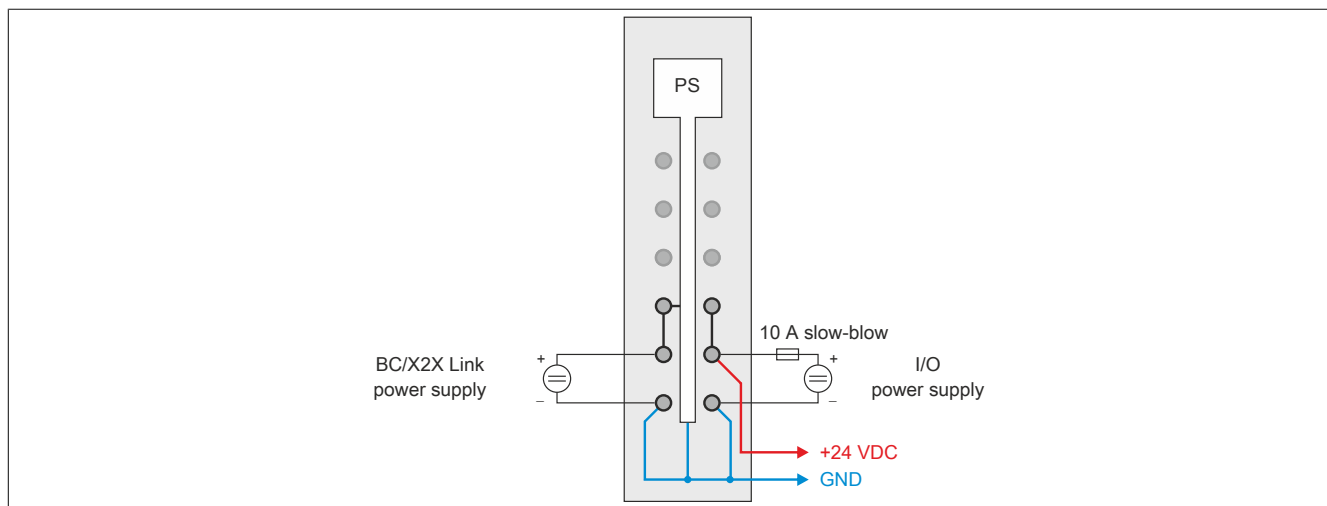 PS
10 A slow-blow
BC/X2X Link
power supply
+
–
+
–
I/O
power supply
+24 VDC
GND